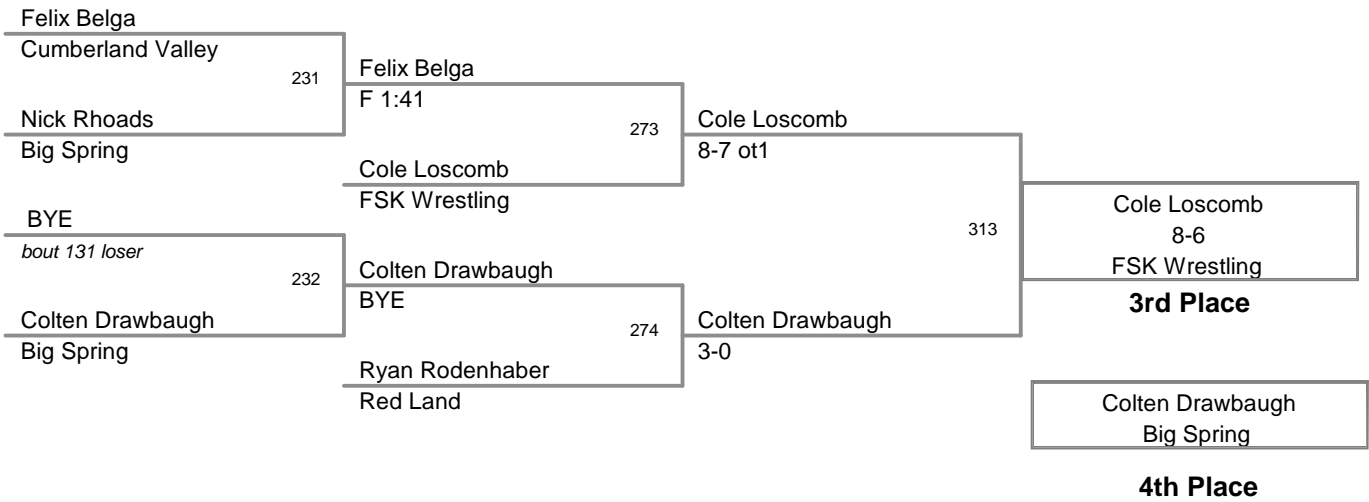 Felix Belga
Cumberland Valley
231
Felix Belga
F 1:41
Nick Rhoads
Big Spring
273
Cole Loscomb
8-7 ot1
Cole Loscomb
FSK Wrestling
BYE
bout 131 loser
313
Cole Loscomb
8-6
FSK Wrestling
3rd Place
232
Colten Drawbaugh
BYE
Colten Drawbaugh
Big Spring
274
Colten Drawbaugh
3-0
Ryan Rodenhaber
Red Land
Colten Drawbaugh
Big Spring
4th Place